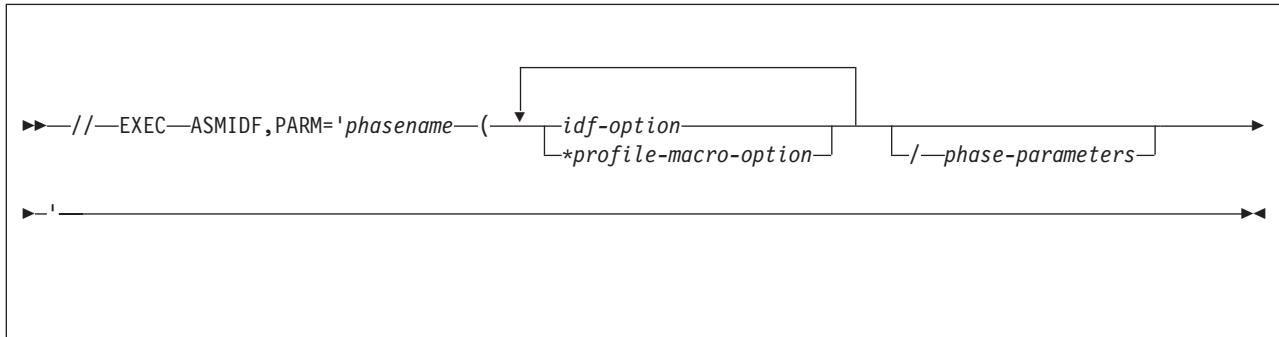 // EXEC ASMIDF,PARM='phasename ( idf-option
*profile-macro-option / phase-parameters
'